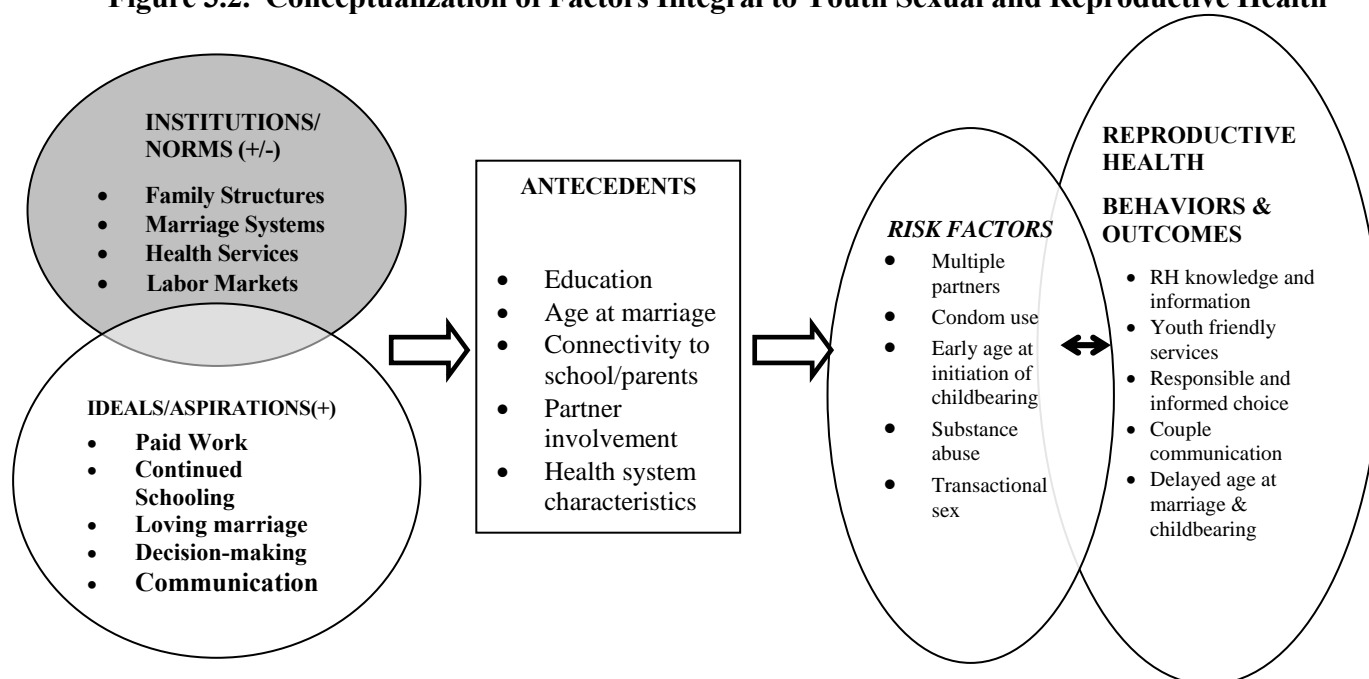 Figure 3.2. Conceptualization of Factors Integral to Youth Sexual and Reproductive Health
INSTITUTIONS/
NORMS (+/-)
• Family Structures
• Marriage Systems
• Health Services
• Labor Markets
IDEALS/ASPIRATIONS(+)
• Paid Work
• Continued
Schooling
• Loving marriage
• Decision-making
• Communication
ANTECEDENTS
• Education
• Age at marriage
• Connectivity to
school/parents
• Partner
involvement
• Health system
characteristics
RISK FACTORS
• Multiple
partners
• Condom use
• Early age at
initiation of
childbearing
• Substance
abuse
• Transactional
sex
REPRODUCTIVE
HEALTH
BEHAVIORS &
OUTCOMES
• RH knowledge and
information
• Youth friendly
services
• Responsible and
informed choice
• Couple
communication
• Delayed age at
marriage &
childbearing